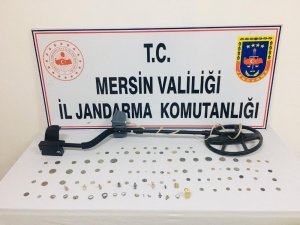 T.C.
MERSİN VALİLİĞİ
İL JANDARMA KOMUTANLIĞI